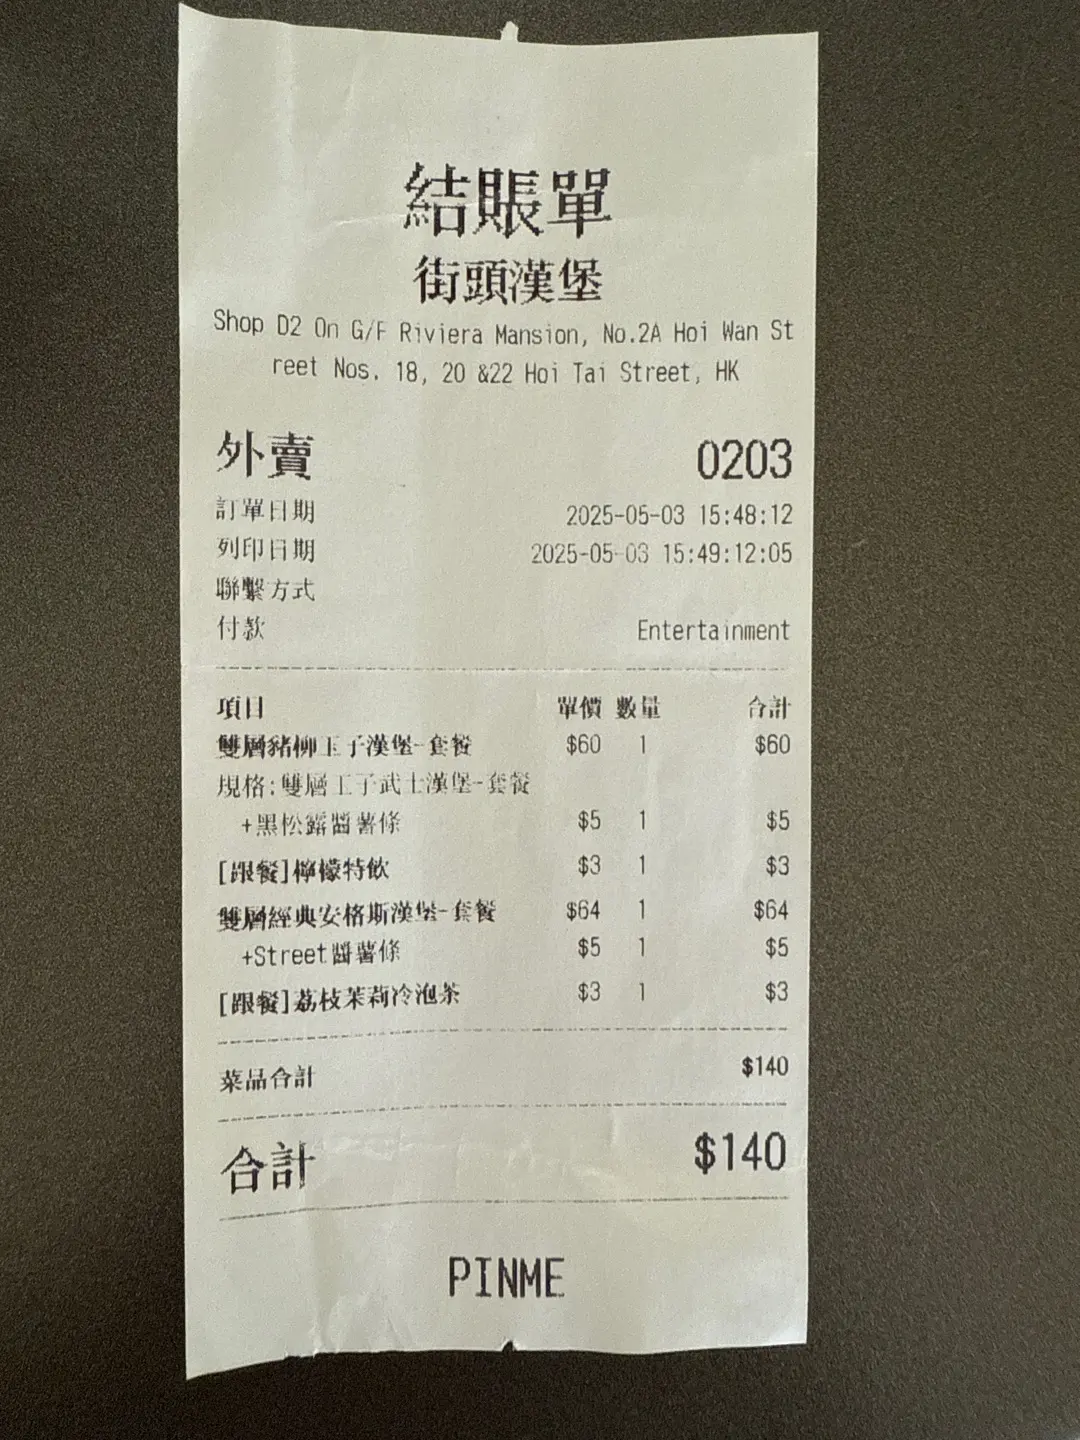 結賬單
街頭漢堡
Shop D2 On G/F Riviera Mansion, No.2A Hoi Wan St
reet Nos. 18, 20 &22 Hoi Tai Street, HK
外賣 0203
訂單日期 2025-05-03 15:48:12
列印日期 2025-05-03 15:49:12:05
聯繫方式
付款 Entertainment
項目 單價 數量 合計
雙層豬柳玉子漢堡-套餐 $60 1 $60
規格:雙層玉子武士漢堡-套餐
+黑松露醬薯條 $5 1 $5
[跟餐]檸檬特飲 $3 1 $3
雙層經典安格斯漢堡-套餐 $64 1 $64
+Street醬薯條 $5 1 $5
[跟餐]荔枝茉莉冷泡茶 $3 1 $3
菜品合計 $140
合計 $140
PINME